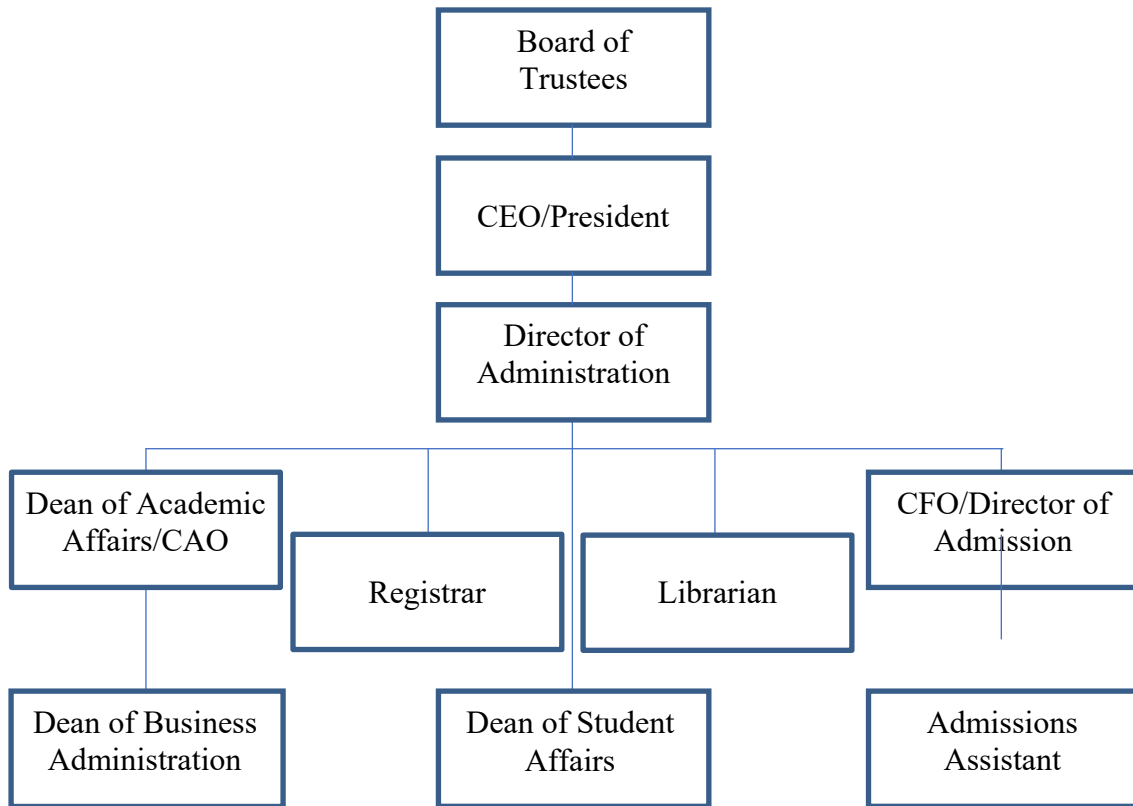 Board of
Trustees
CEO/President
Director of
Administration
Dean of Academic
Affairs/CAO
CFO/Director of
Admission
Registrar
Librarian
Dean of Business
Administration
Dean of Student
Affairs
Admissions
Assistant